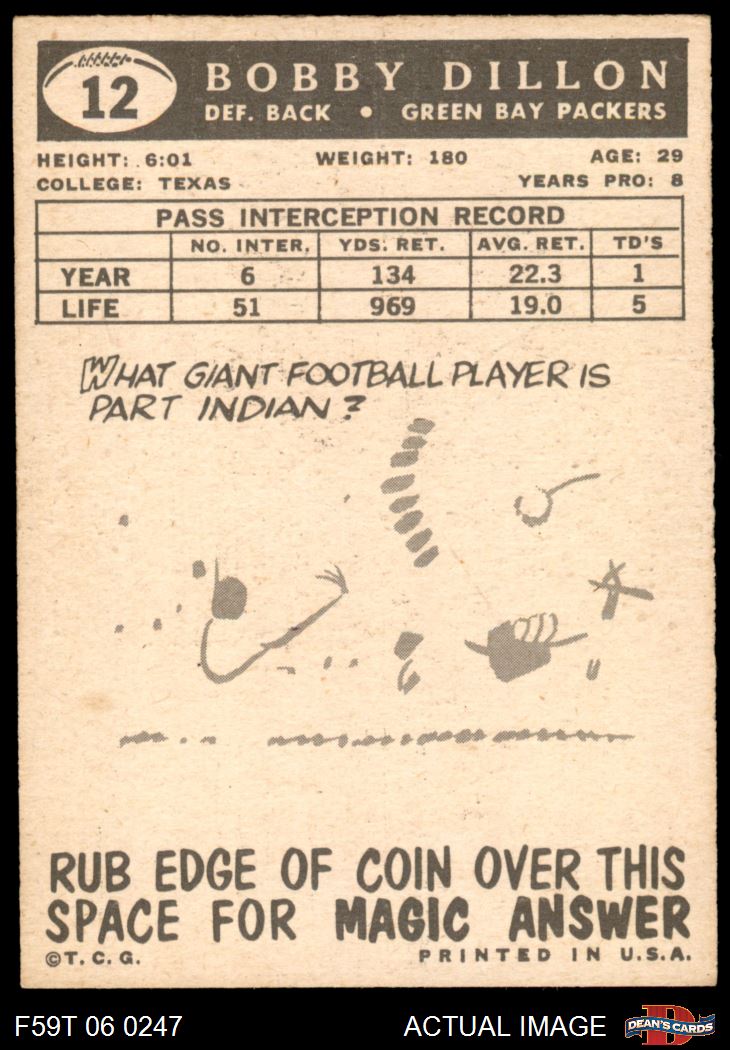 12
BOBBY DILLON
DEF. BACK • GREEN BAY PACKERS
HEIGHT: 6:01 WEIGHT: 180 AGE: 29
COLLEGE: TEXAS YEARS PRO: 8
PASS INTERCEPTION RECORD
NO. INTER. YDS. RET. AVG. RET. TD'S
YEAR 6 134 22.3 1
LIFE 51 969 19.0 5
WHAT GIANT FOOTBALL PLAYER IS
PART INDIAN?
RUB EDGE OF COIN OVER THIS
SPACE FOR MAGIC ANSWER
©T.C.G. PRINTED IN U.S.A.
F59T 06 0247 ACTUAL IMAGE D DEAN'S CARDS